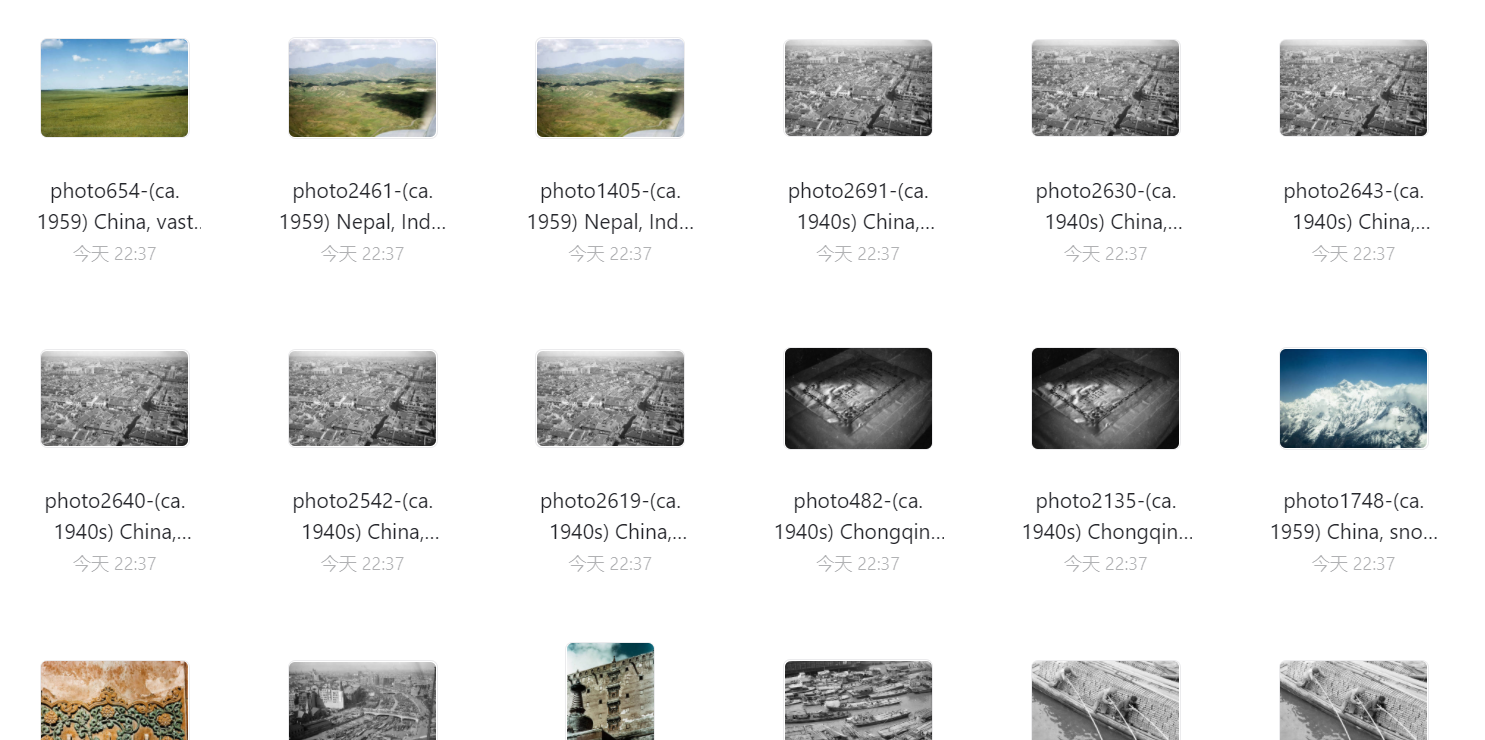 photo654-(ca.
1959) China, vast..
今天 22:37
photo2461-(ca.
1959) Nepal, Ind...
今天 22:37
photo1405-(ca.
1959) Nepal, Ind...
今天 22:37
photo2691-(ca.
1940s) China,...
今天 22:37
photo2630-(ca.
1940s) China,...
今天 22:37
photo2643-(ca.
1940s) China,...
今天 22:37
photo2640-(ca.
1940s) China,...
今天 22:37
photo2542-(ca.
1940s) China,...
今天 22:37
photo2619-(ca.
1940s) China,...
今天 22:37
photo482-(ca.
1940s) Chongqin...
今天 22:37
photo2135-(ca.
1940s) Chongqin...
今天 22:37
photo1748-(ca.
1959) China, sno...
今天 22:37